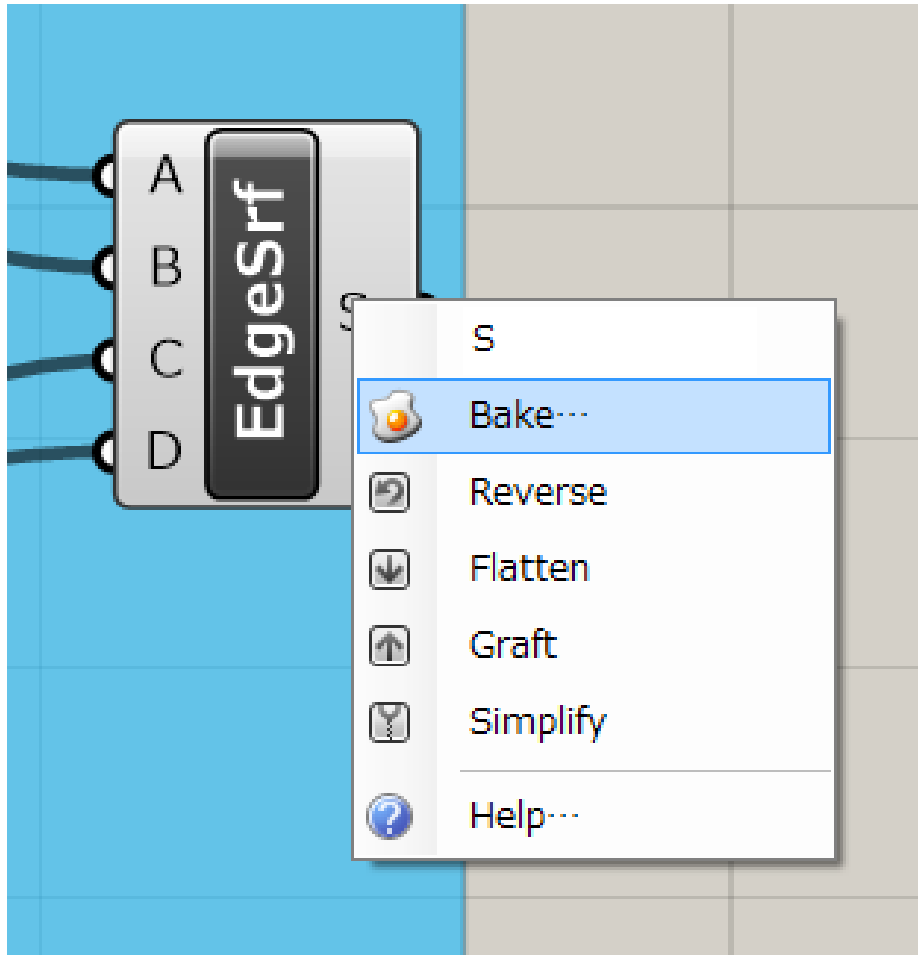 A
B
C
D
EdgeSrf
S
S
Bake…
Reverse
Flatten
Graft
Simplify
Help…